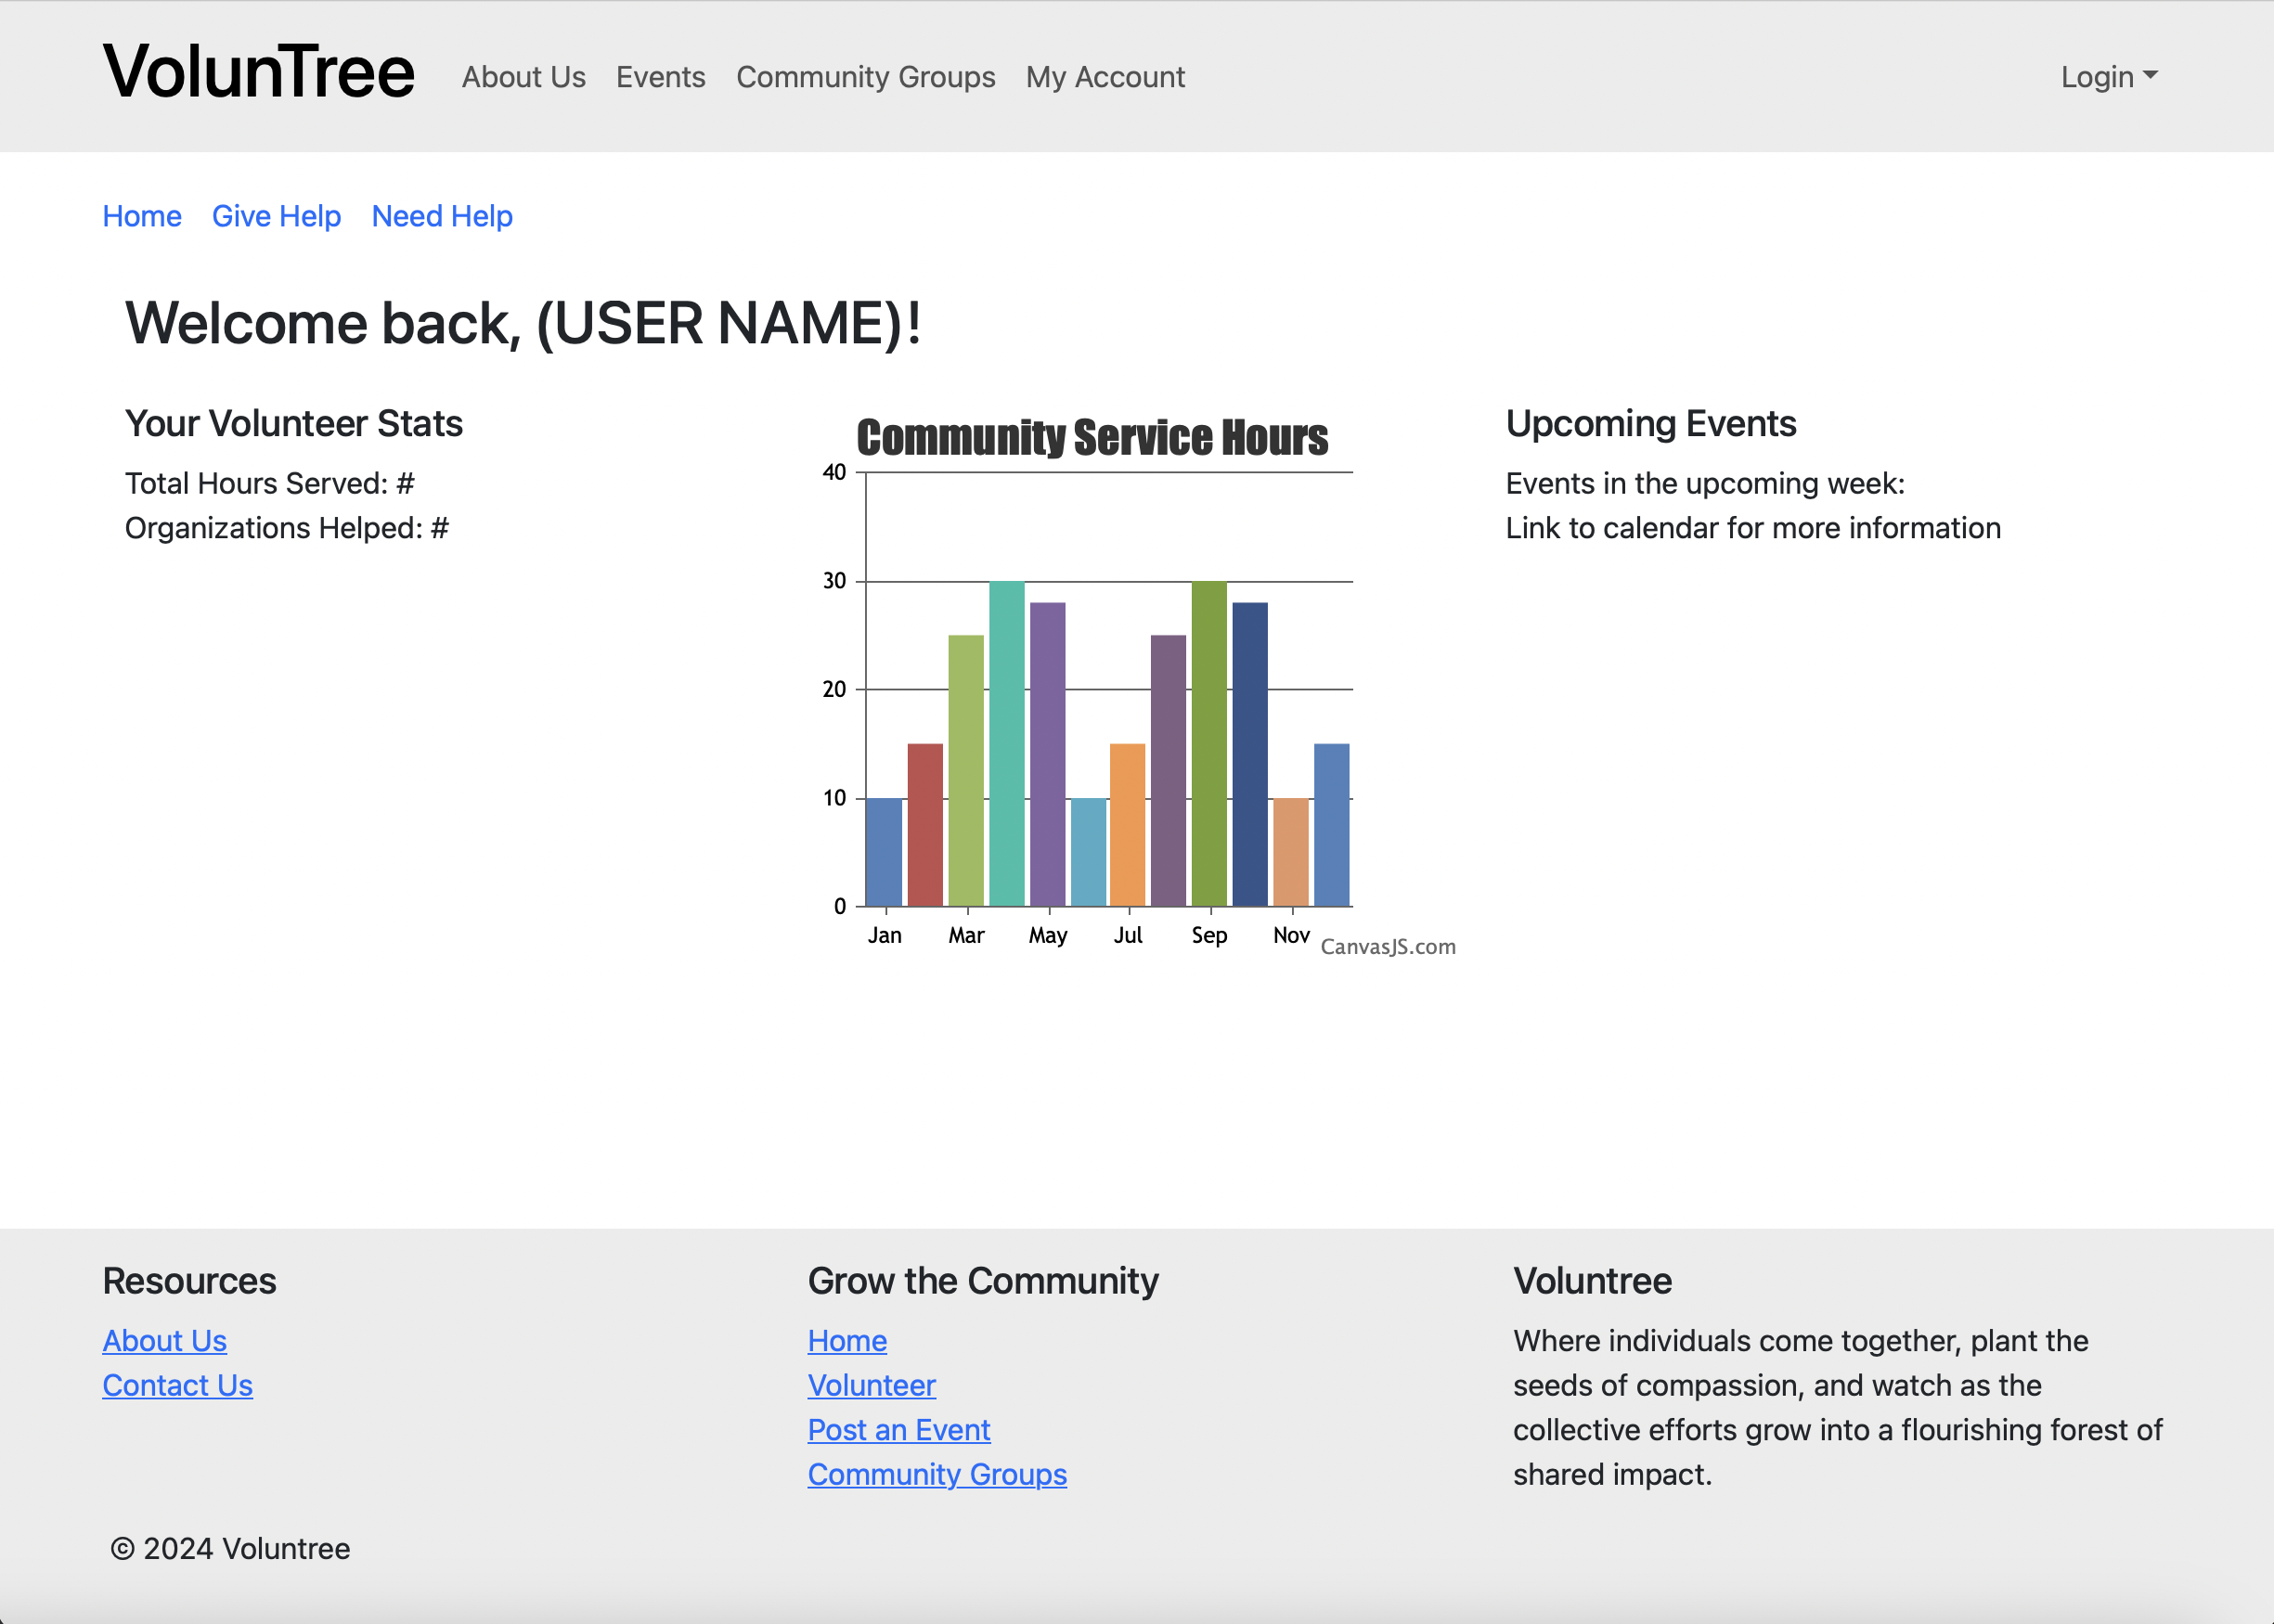 VolunTree
About Us
Events
Community Groups
My Account
Login
Home
Give Help
Need Help
Welcome back, (USER NAME)!
Your Volunteer Stats
Total Hours Served: #
Organizations Helped: #
Community Service Hours
40
30
20
10
0
Jan
Mar
May
Jul
Sep
Nov
CanvasJS.com
Upcoming Events
Events in the upcoming week:
Link to calendar for more information
Resources
About Us
Contact Us
Grow the Community
Home
Volunteer
Post an Event
Community Groups
Voluntree
Where individuals come together, plant the
seeds of compassion, and watch as the
collective efforts grow into a flourishing forest of
shared impact.
© 2024 Voluntree